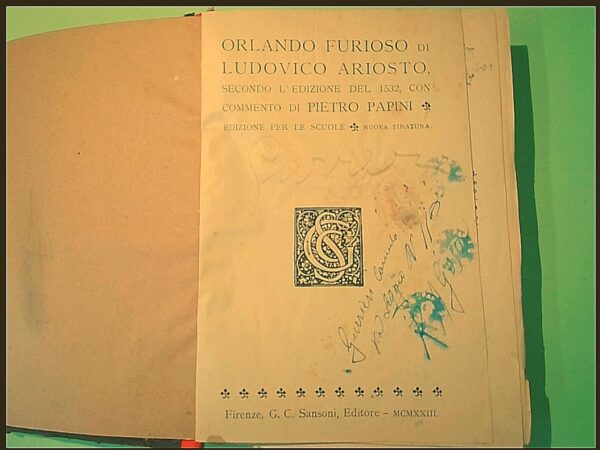 ORLANDO FURIOSO DI
LUDOVICO ARIOSTO,
SECONDO L'EDIZIONE DEL 1532, CON
COMMENTO DI PIETRO PAPINI
EDIZIONE PER LE SCUOLE NUOVA TIRATURA.
Firenze, G. C. Sansoni, Editore – MCMXXIII.